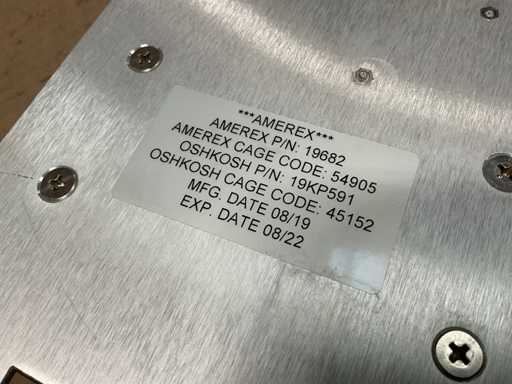 ***AMEREX***
AMEREX P/N: 19682
AMEREX CAGE CODE: 54905
OSHKOSH P/N: 19KP591
OSHKOSH CAGE CODE: 45152
MFG. DATE 08/19
EXP. DATE 08/22